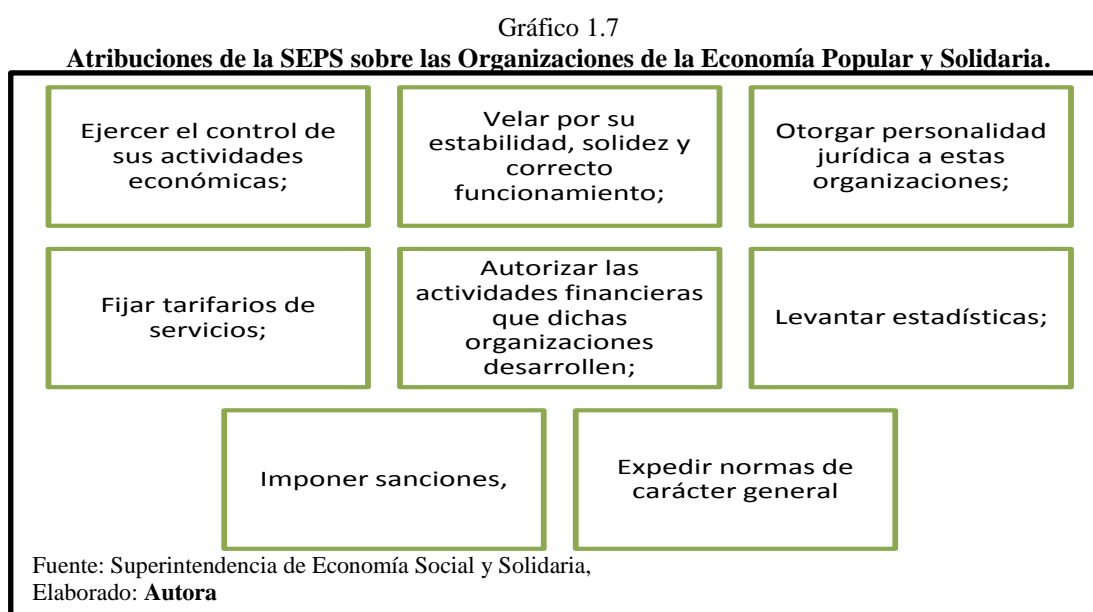 Gráfico 1.7
Atribuciones de la SEPS sobre las Organizaciones de la Economía Popular y Solidaria.
Ejercer el control de
sus actividades
económicas;
Velar por su
estabilidad, solidez y
correcto
funcionamiento;
Otorgar personalidad
jurídica a estas
organizaciones;
Fijar tarifarios de
servicios;
Autorizar las
actividades financieras
que dichas
organizaciones
desarrollen;
Levantar estadísticas;
Imponer sanciones,
Expedir normas de
carácter general
Fuente: Superintendencia de Economía Social y Solidaria,
Elaborado: Autora